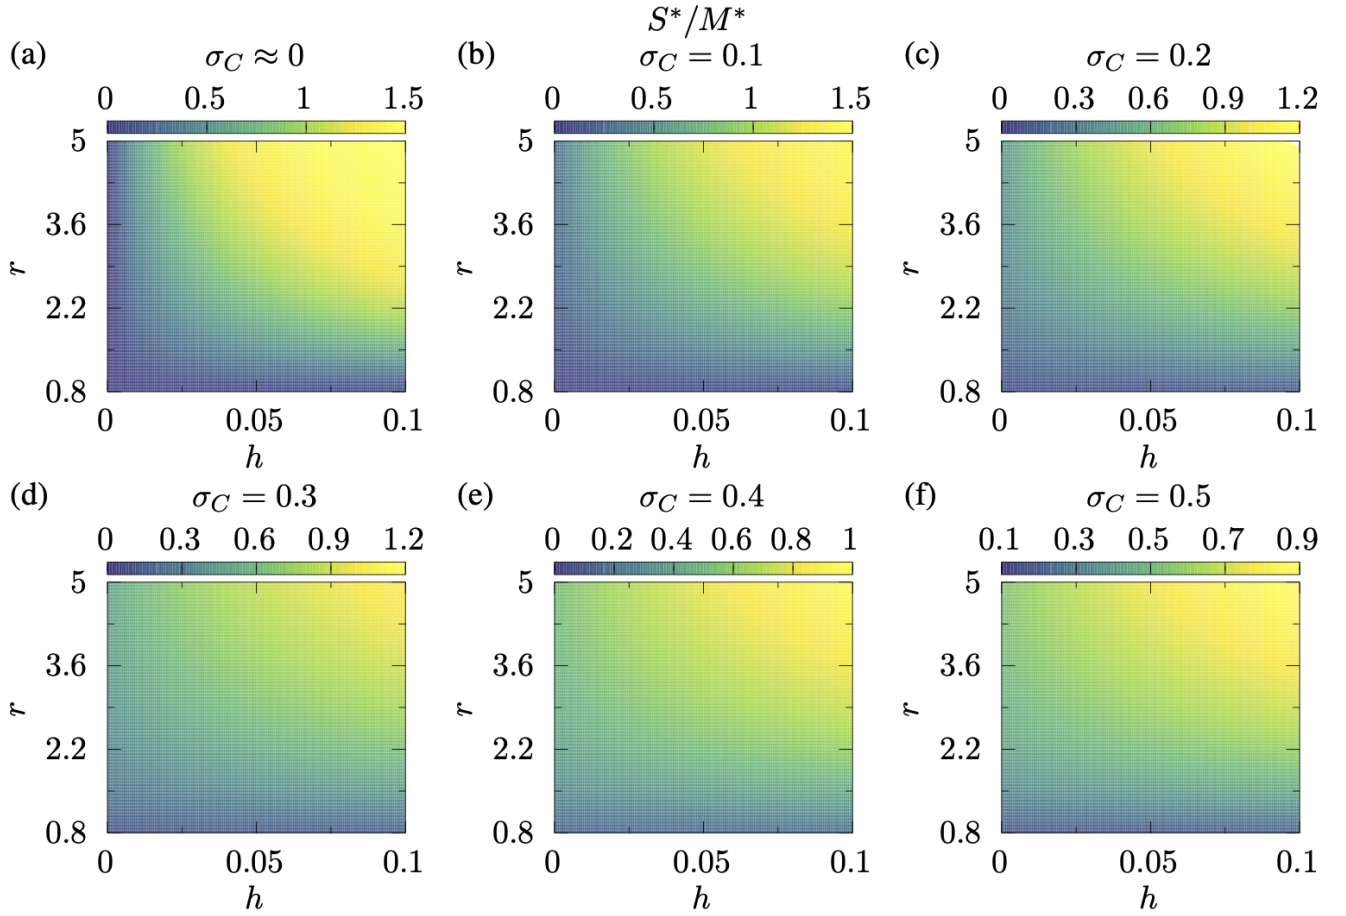 S*/M*
(a) σ_C ≈ 0 (b) σ_C = 0.1 (c) σ_C = 0.2
0 0.5 1 1.5 0 0.5 1 1.5 0 0.3 0.6 0.9 1.2
5 5 5
3.6 3.6 3.6
r r r
2.2 2.2 2.2
0.8 0.8 0.8
0 0.05 0.1 0 0.05 0.1 0 0.05 0.1
h h h
(d) σ_C = 0.3 (e) σ_C = 0.4 (f) σ_C = 0.5
0 0.3 0.6 0.9 1.2 0 0.2 0.4 0.6 0.8 1 0.1 0.3 0.5 0.7 0.9
5 5 5
3.6 3.6 3.6
r r r
2.2 2.2 2.2
0.8 0.8 0.8
0 0.05 0.1 0 0.05 0.1 0 0.05 0.1
h h h